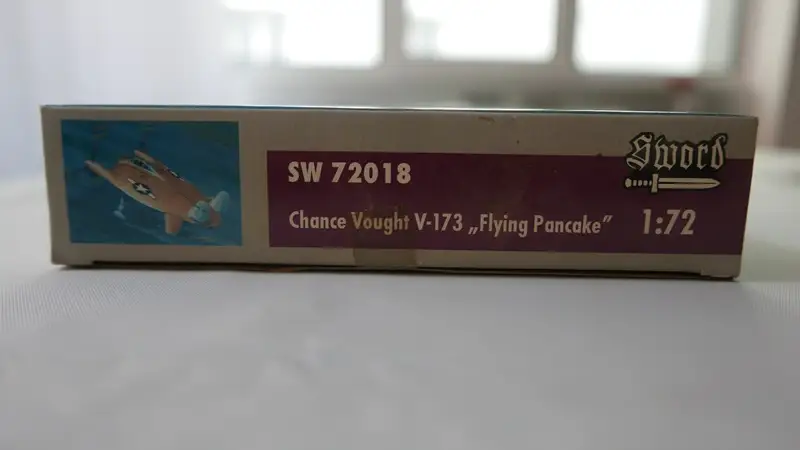 Sword
SW 72018
Chance Vought V-173 „Flying Pancake” 1:72